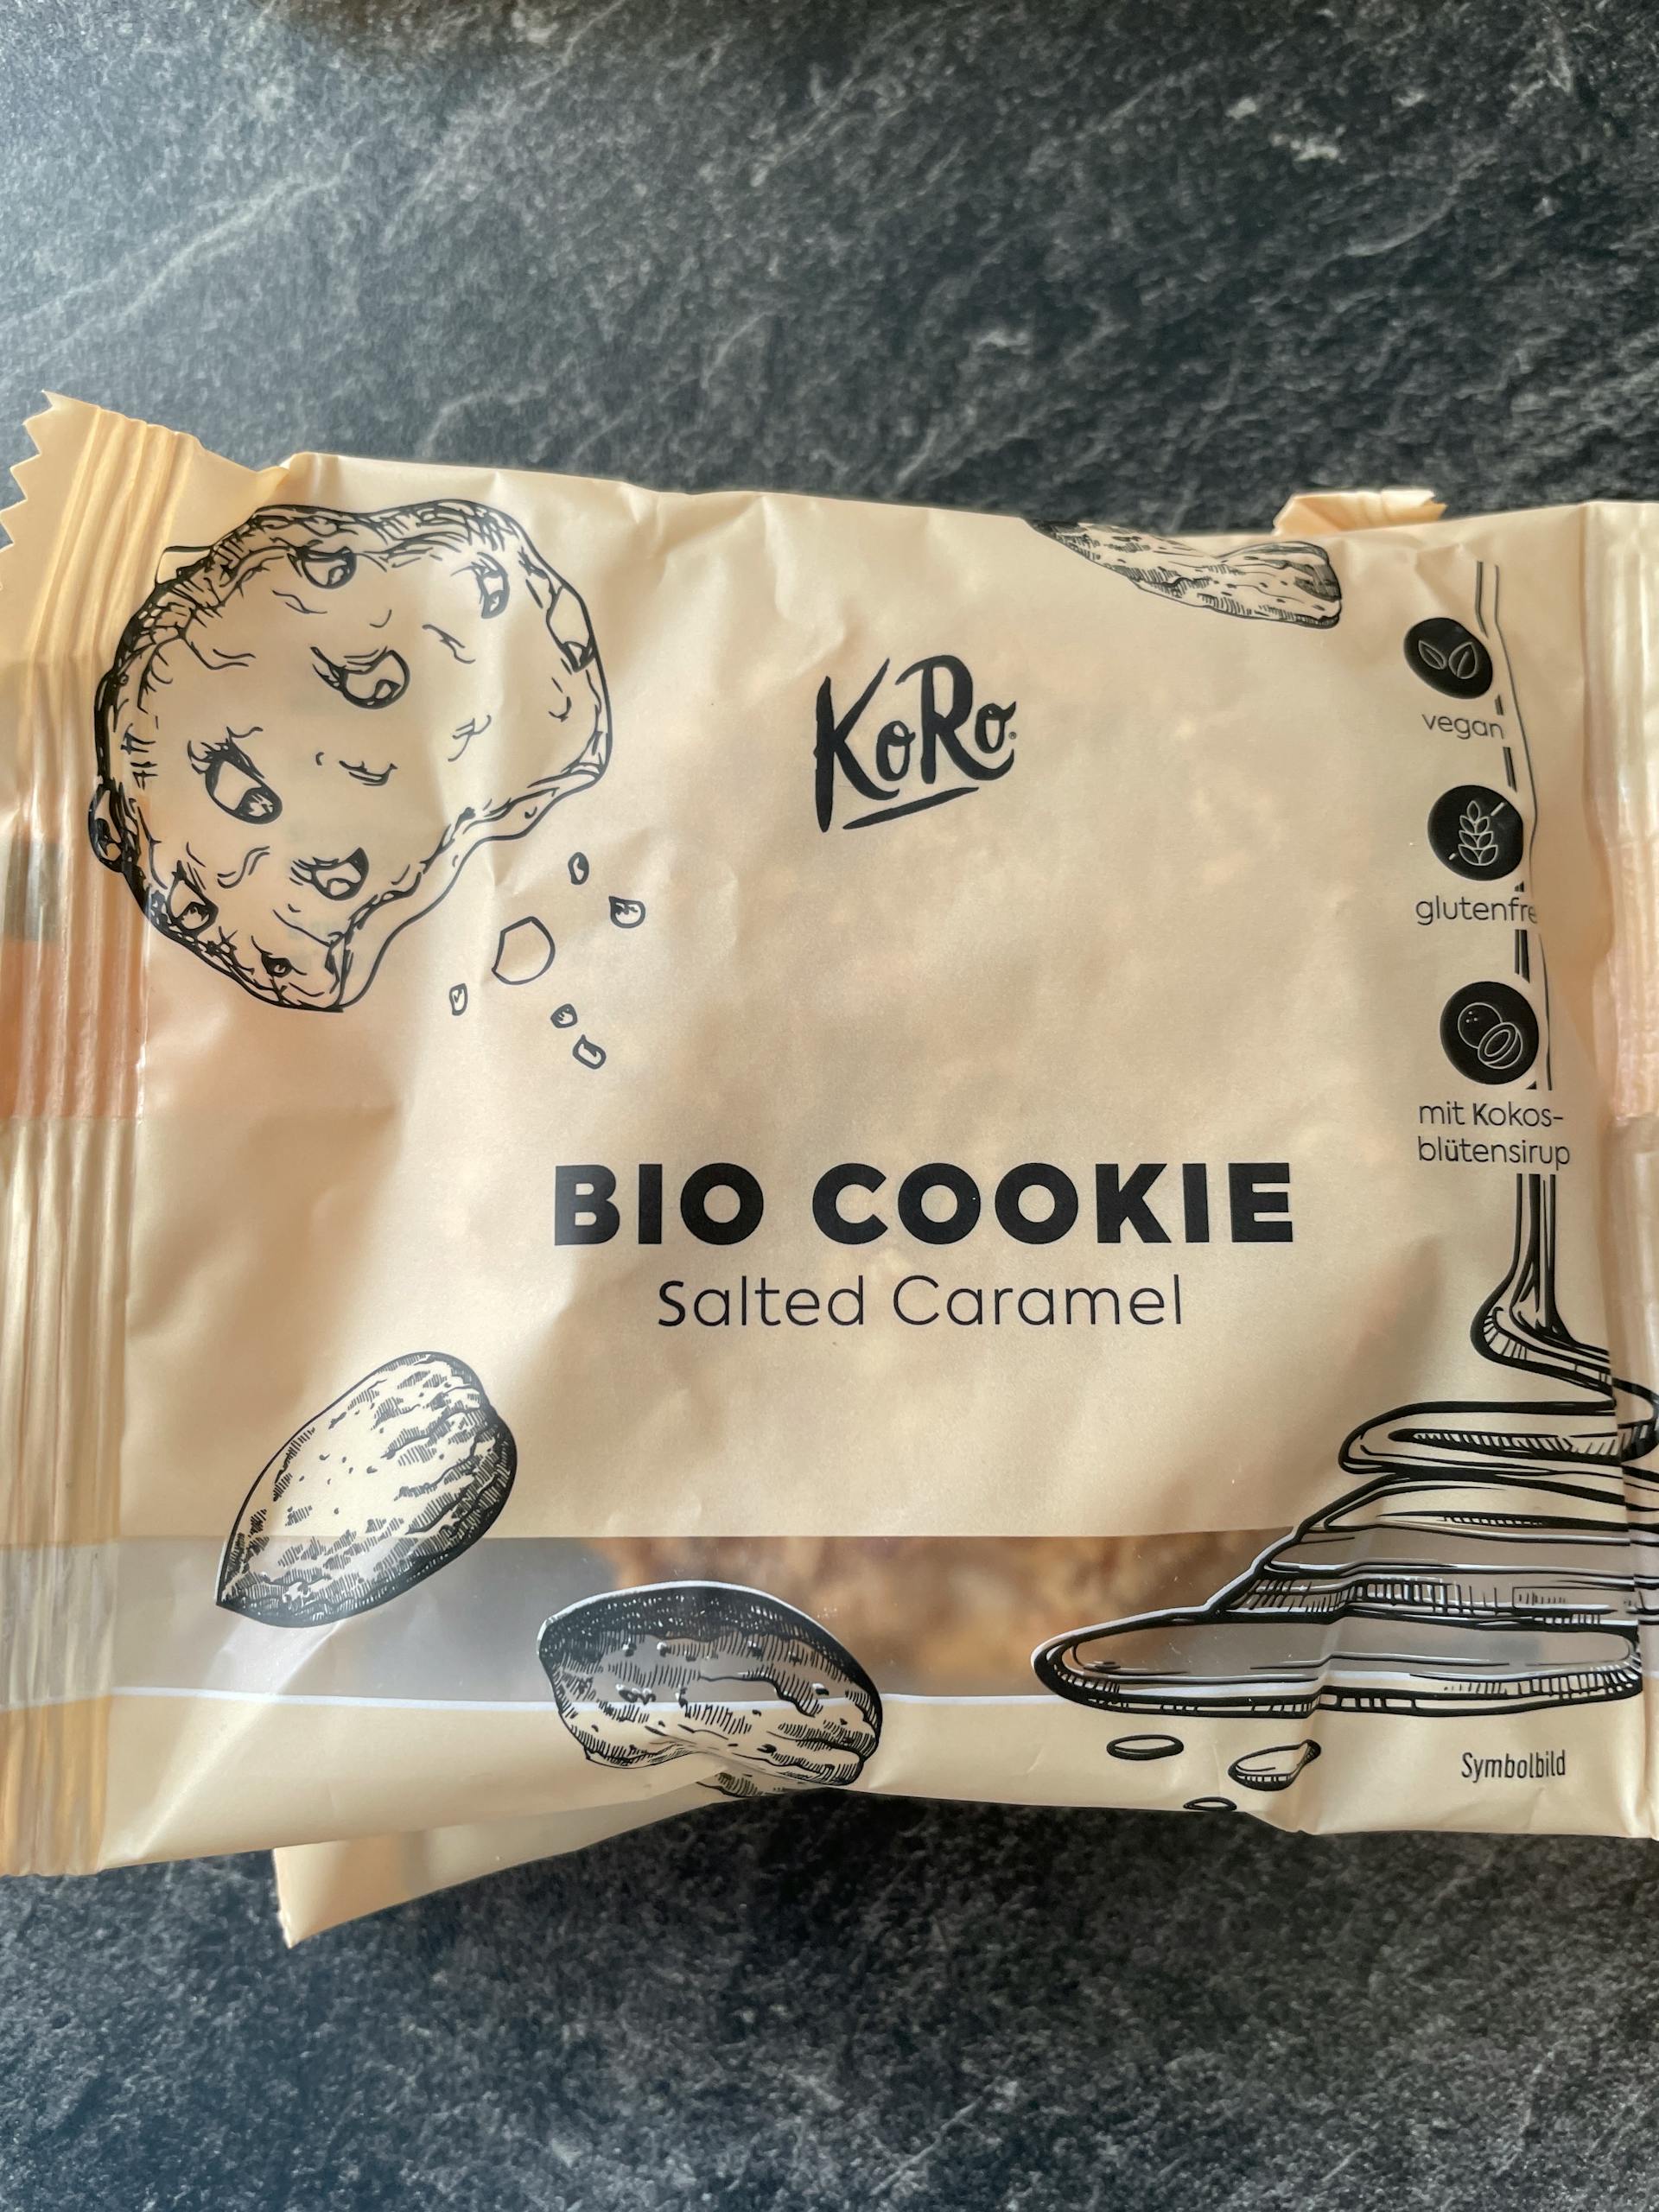 KoRo
vegan
glutenfre
mit Kokos-
blütensirup
BIO COOKIE
Salted Caramel
Symbolbild